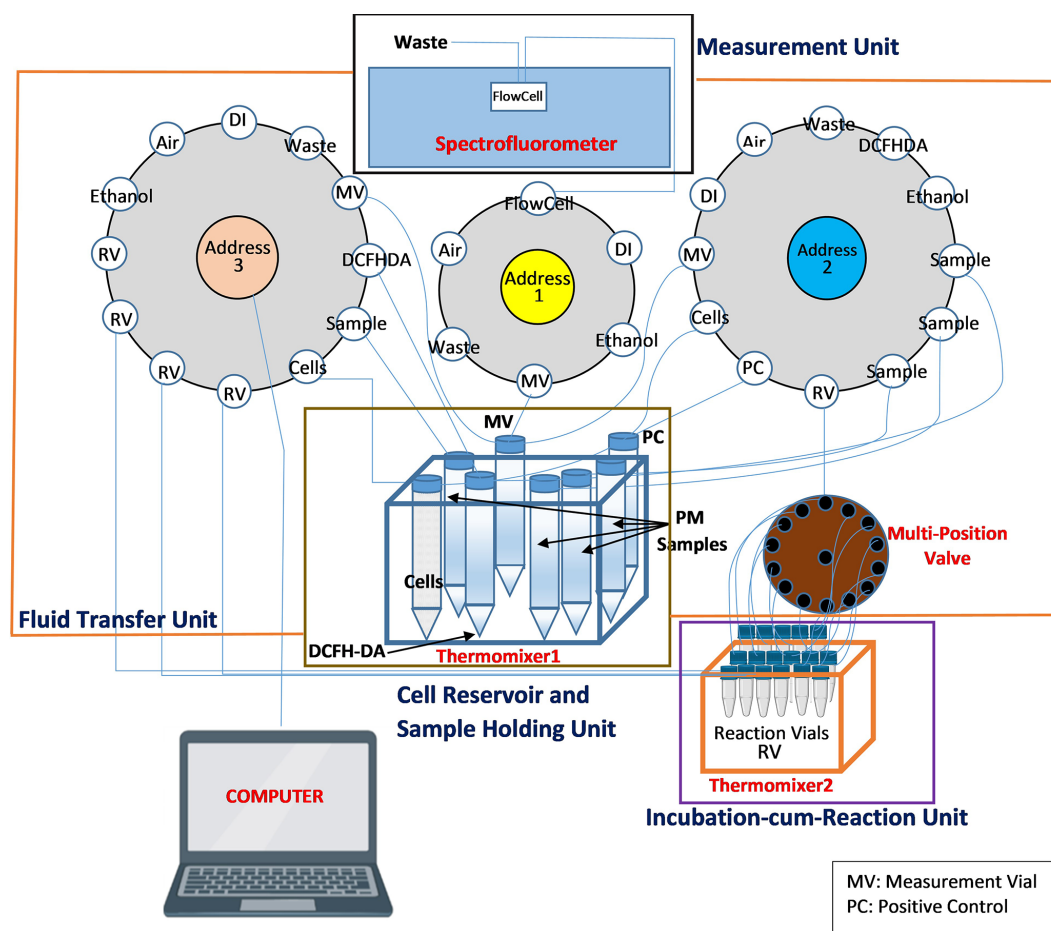 Measurement Unit
Waste
FlowCell
Spectrofluorometer
DI
Air
Waste
Ethanol
MV
RV
Address
3
DCFHDA
RV
Sample
RV
RV
Cells
FlowCell
Air
DI
Address
1
Waste
Ethanol
MV
Waste
Air
DCFHDA
DI
Ethanol
MV
Address
2
Sample
Cells
Sample
PC
Sample
RV
MV
PC
PM
Samples
Cells
DCFH-DA
Thermomixer1
Fluid Transfer Unit
Multi-Position
Valve
Cell Reservoir and
Sample Holding Unit
Reaction Vials
RV
Thermomixer2
Incubation-cum-Reaction Unit
COMPUTER
MV: Measurement Vial
PC: Positive Control